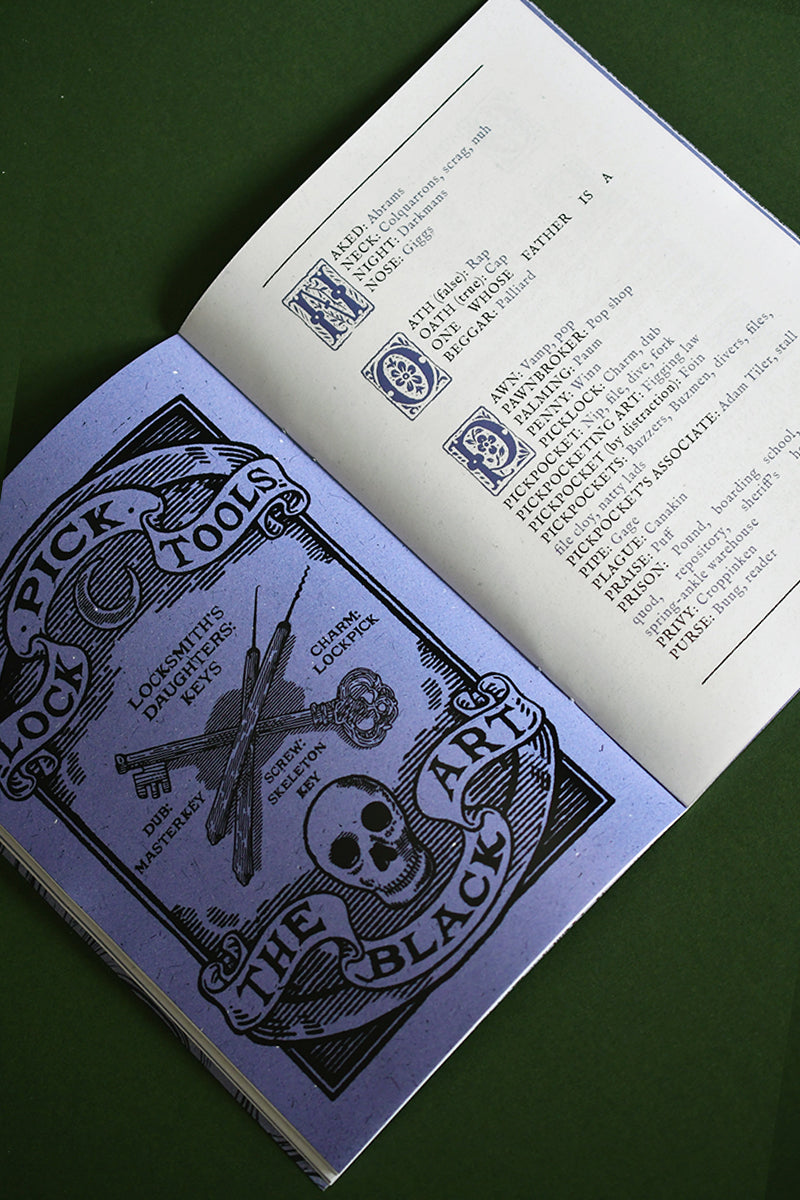 LOCK PICK TOOLS.
LOCKSMITH'S
DAUGHTERS:
KEYS
CHARM:
LOCKPICK
DUB:
MASTERKEY
SCREW:
SKELETON
KEY
THE BLACK ART
NAKED: Abrams
NECK: Colquarrons, scrag, nuh
NIGHT: Darkmans
NOSE: Giggs
OATH (false): Rap
OATH (true): Cap
ONE WHOSE FATHER IS A
BEGGAR: Palliard
PAWN: Vamp, pop
PAWNBROKER: Pop shop
PALMING: Paum
PENNY: Winn
PICKLOCK: Charm, dub
PICKPOCKET: Nip, file, dive, fork
PICKPOCKETING ART: Figging law
PICKPOCKET (by distraction): Foin
PICKPOCKETS: Buzzers, Buzmen, divers, files,
file cloy, natty lads
PICKPOCKET'S ASSOCIATE: Adam Tiler, stall
PIPE: Gage
PLAGUE: Canakin
PRAISE: Puff
PRISON: Pound, boarding school,
quod, repository, sheriff's
spring-ankle warehouse
PRIVY: Croppinken
PURSE: Bung, reader